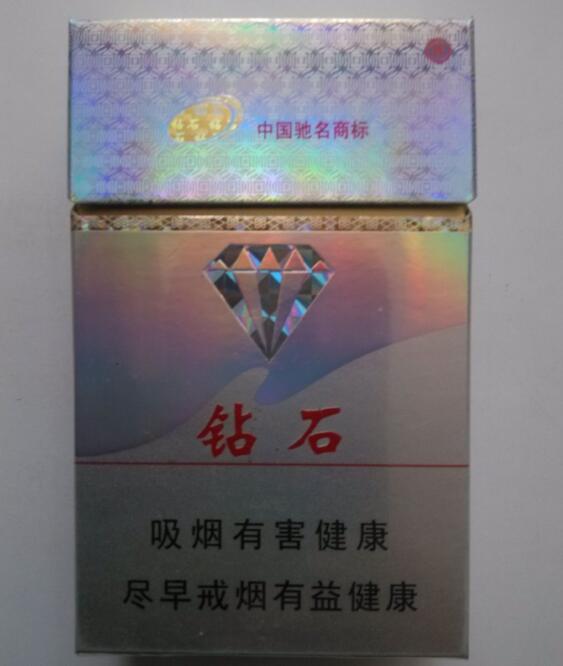 中国驰名商标
钻石
吸烟有害健康
尽早戒烟有益健康